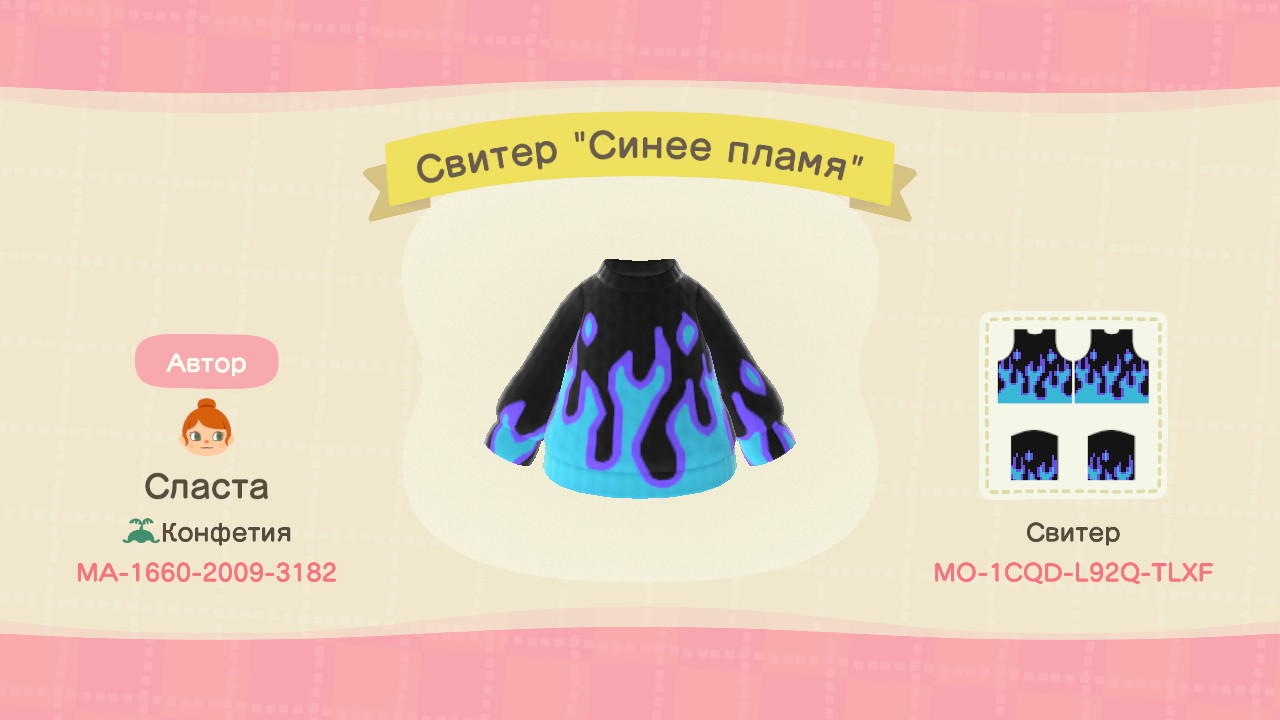 Свитер "Синее пламя"
Автор
Сласта
Конфетия
MA-1660-2009-3182
Свитер
MO-1CQD-L92Q-TLXF